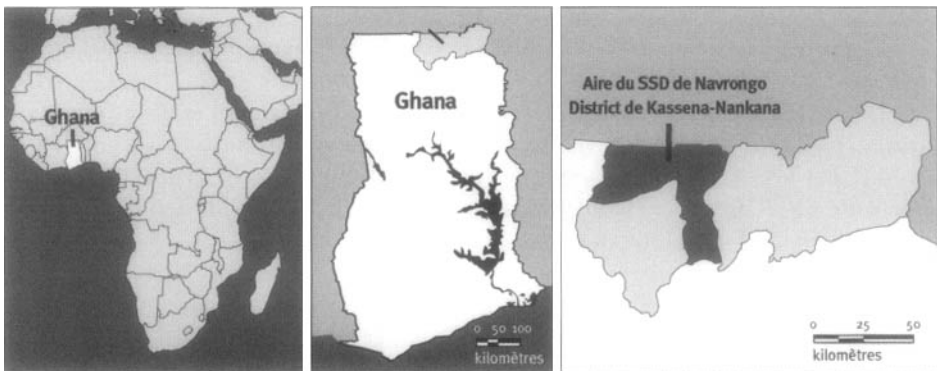 Ghana
Ghana
0 50 100
kilomètres
Aire du SSD de Navrongo
District de Kassena-Nankana
0 25 50
kilomètres